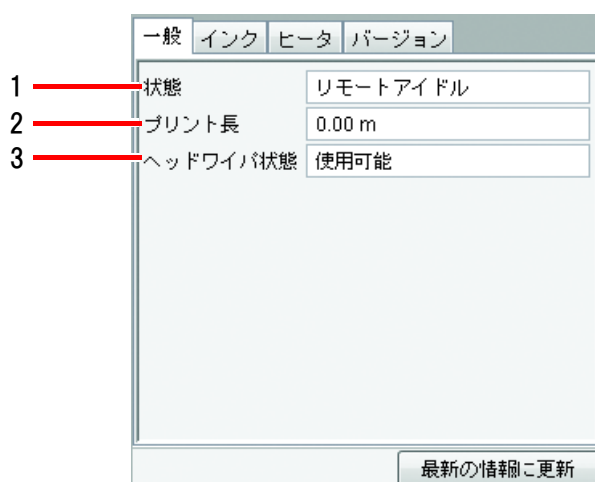 一般 インク ヒータ バージョン
1 状態 リモートアイドル
2 プリント長 0.00 m
3 ヘッドワイパ状態 使用可能
最新の情報に更新